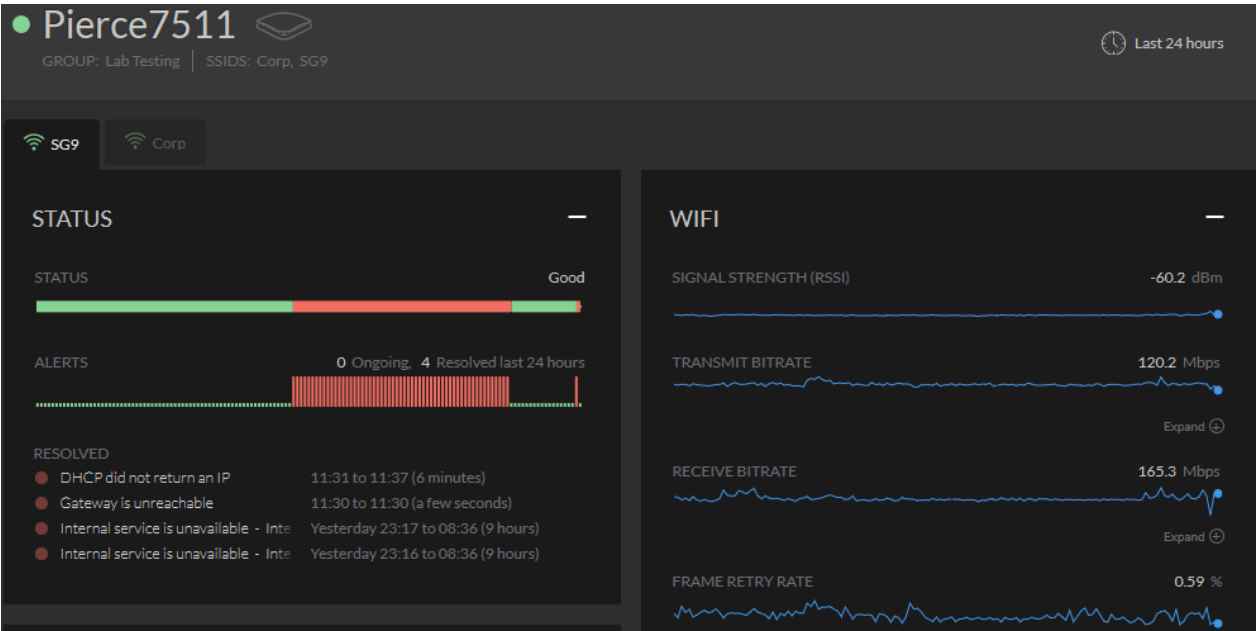 Pierce7511
GROUP: Lab Testing | SSIDS: Corp, SG9
Last 24 hours
SG9
Corp
STATUS
STATUS Good
ALERTS 0 Ongoing, 4 Resolved last 24 hours
RESOLVED
DHCP did not return an IP 11:31 to 11:37 (6 minutes)
Gateway is unreachable 11:30 to 11:30 (a few seconds)
Internal service is unavailable - Inte Yesterday 23:17 to 08:36 (9 hours)
Internal service is unavailable - Inte Yesterday 23:16 to 08:36 (9 hours)
WIFI
SIGNAL STRENGTH (RSSI) -60.2 dBm
TRANSMIT BITRATE 120.2 Mbps
Expand
RECEIVE BITRATE 165.3 Mbps
Expand
FRAME RETRY RATE 0.59 %